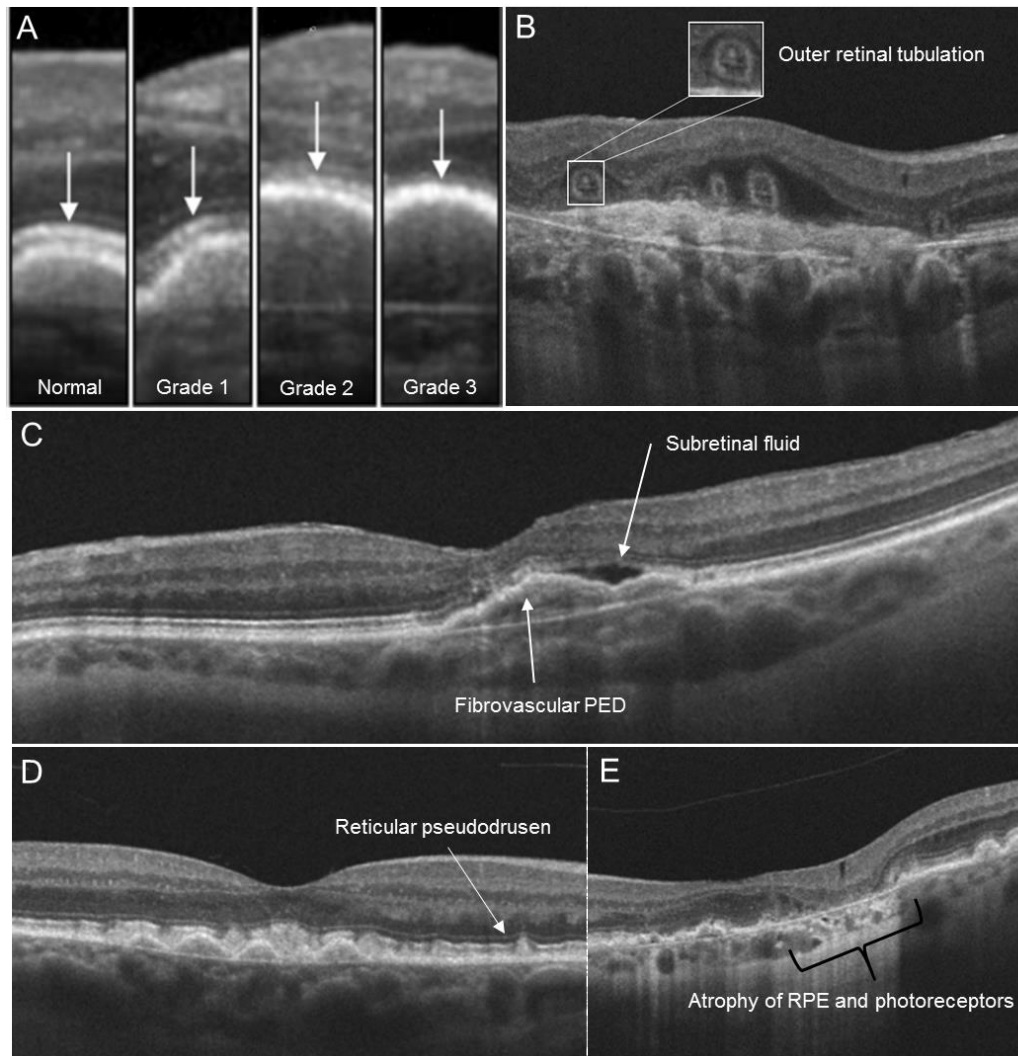 A
Normal
Grade 1
Grade 2
Grade 3
B
Outer retinal tubulation
C
Subretinal fluid
Fibrovascular PED
D
Reticular pseudodrusen
E
Atrophy of RPE and photoreceptors